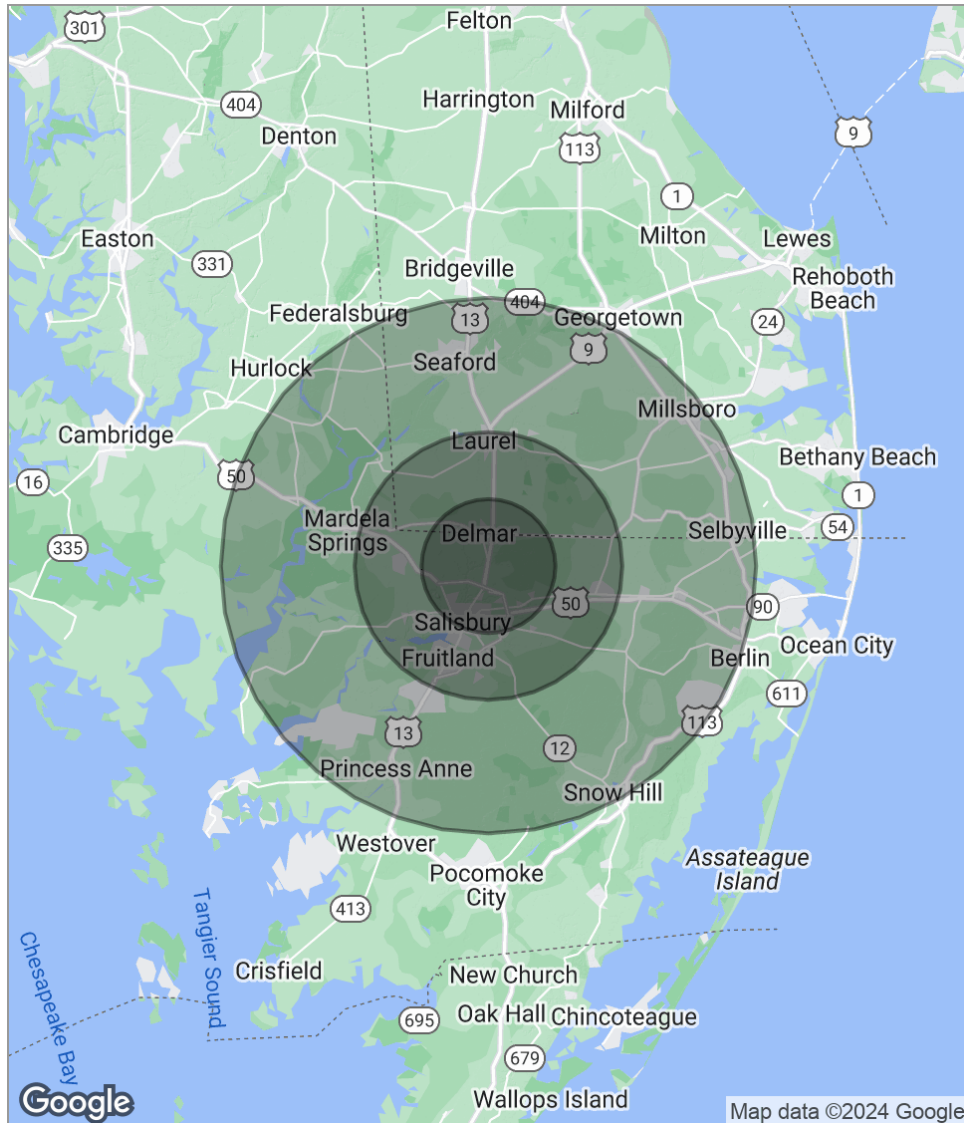 301
Felton
404
Harrington
Milford
Denton
113
9
1
Easton
331
Milton
Lewes
Bridgeville
Rehoboth
Beach
Federalsburg
404
13
Georgetown
24
9
Seaford
Hurlock
Millsboro
Cambridge
Laurel
Bethany Beach
50
16
1
Mardela
Springs
Delmar
Selbyville
54
335
50
90
Salisbury
Ocean City
Fruitland
Berlin
611
113
13
12
Princess Anne
Snow Hill
Westover
Assateague
Island
Pocomoke
City
413
Tangier Sound
Chesapeake Bay
Crisfield
New Church
695
Oak Hall
Chincoteague
679
Wallops Island
Google
Map data ©2024 Google